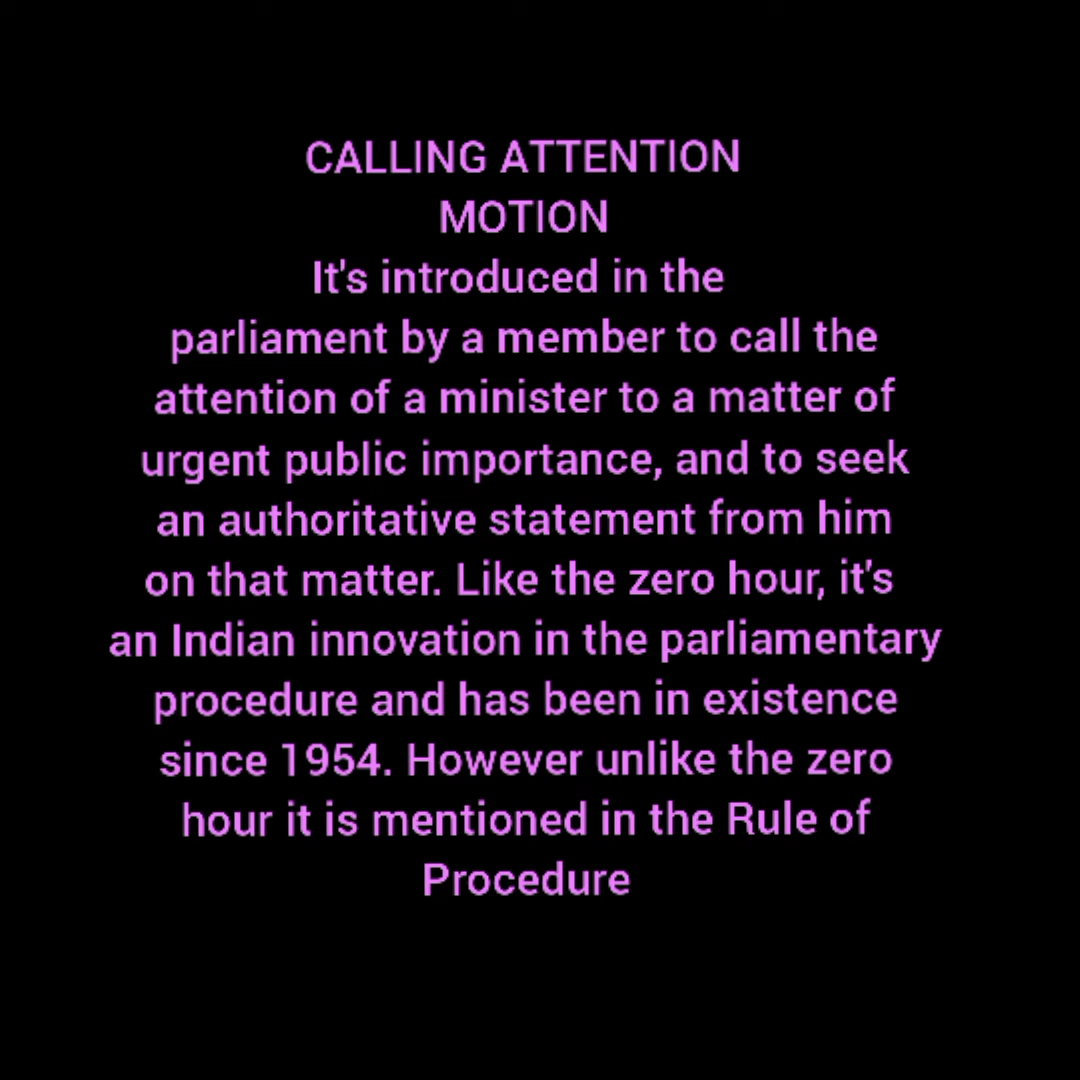 CALLING ATTENTION
MOTION
It's introduced in the
parliament by a member to call the
attention of a minister to a matter of
urgent public importance, and to seek
an authoritative statement from him
on that matter. Like the zero hour, it's
an Indian innovation in the parliamentary
procedure and has been in existence
since 1954. However unlike the zero
hour it is mentioned in the Rule of
Procedure